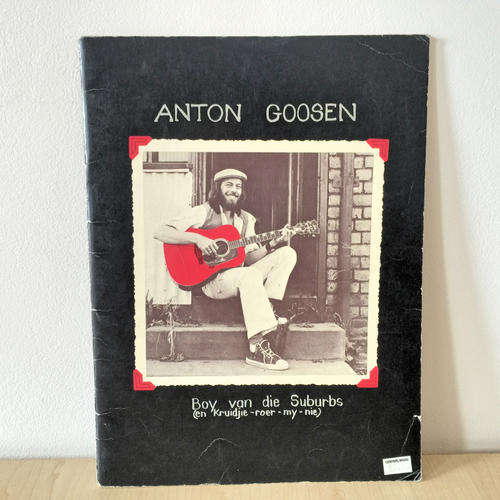 ANTON GOOSEN
Boy van die Suburbs
(en Kruidjie-roer-my-nie)